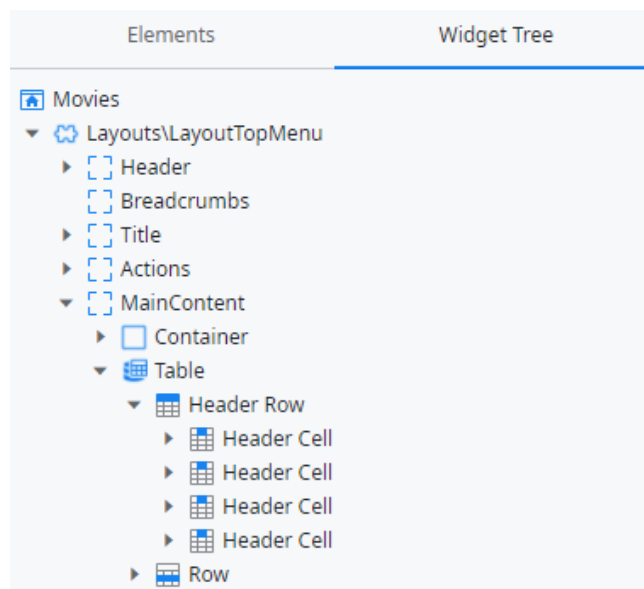 Elements Widget Tree
Movies
Layouts\LayoutTopMenu
Header
Breadcrumbs
Title
Actions
MainContent
Container
Table
Header Row
Header Cell
Header Cell
Header Cell
Header Cell
Row